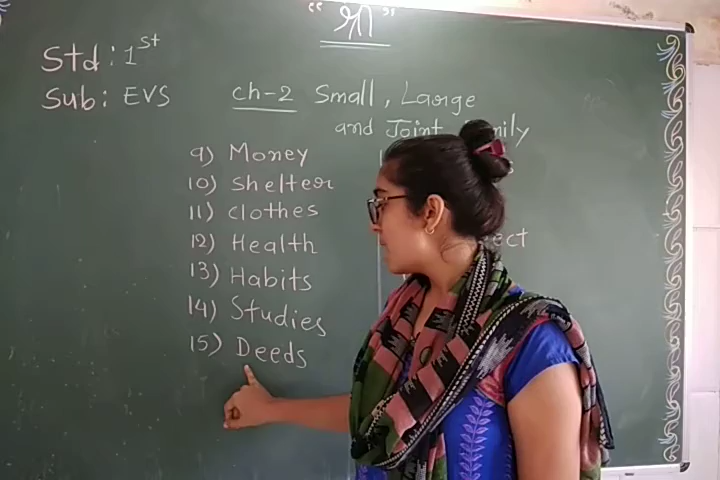 “ श्री ”
Std : 1st
Sub : EVS
ch-2 Small, Large
and Joint
9) Money
10) Shelter
11) clothes
12) Health
13) Habits
14) Studies
15) Deeds